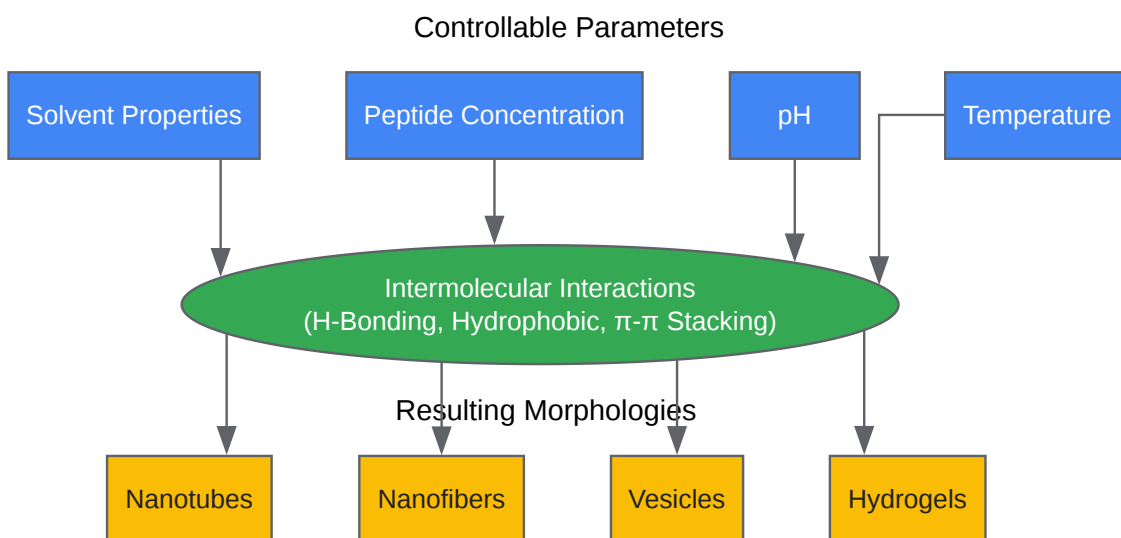 Controllable Parameters
Solvent Properties
Peptide Concentration
pH
Temperature
Intermolecular Interactions
(H-Bonding, Hydrophobic, π-π Stacking)
Resulting Morphologies
Nanotubes
Nanofibers
Vesicles
Hydrogels